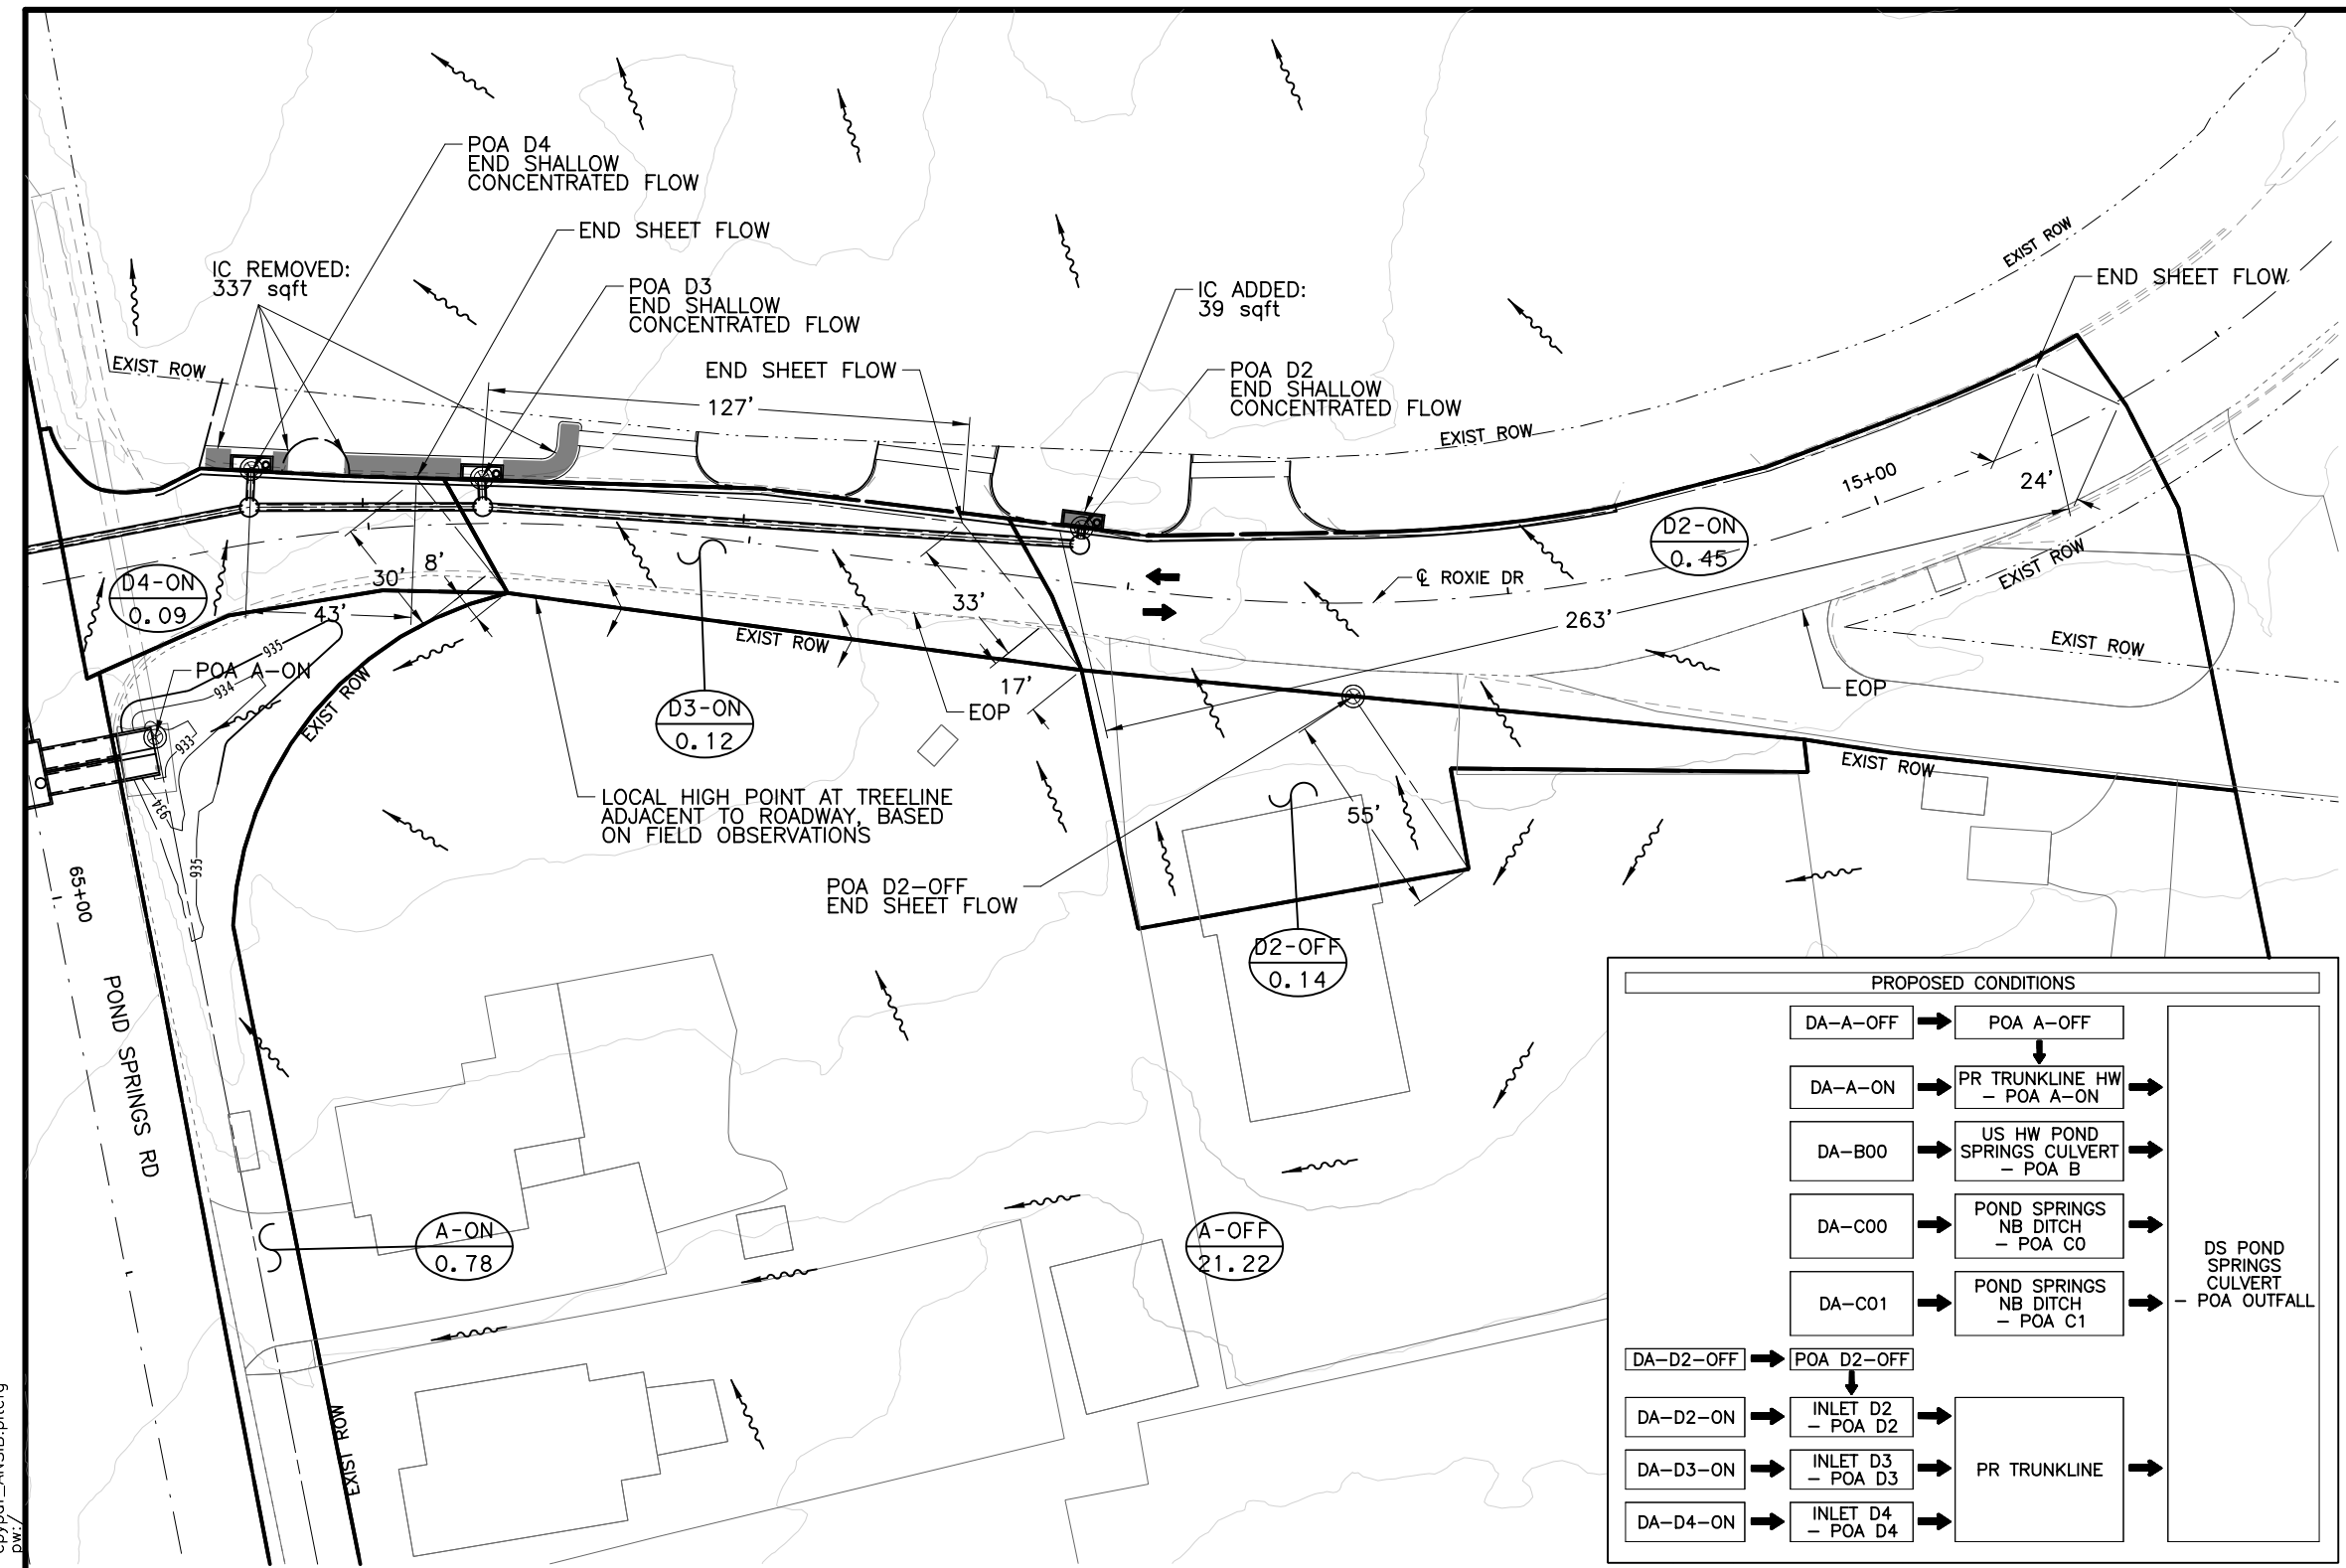 POA D4
END SHALLOW
CONCENTRATED FLOW
END SHEET FLOW
IC REMOVED:
337 sqft
POA D3
END SHALLOW
CONCENTRATED FLOW
IC ADDED:
39 sqft
EXIST ROW
END SHEET FLOW
EXIST ROW
END SHEET FLOW
127'
POA D2
END SHALLOW
CONCENTRATED FLOW
EXIST ROW
15+00
24'
D2-ON
0.45
D4-ON
0.09
30'
8'
43'
33'
17'
℄ ROXIE DR
263'
EXIST ROW
EXIST ROW
EXIST ROW
EOP
EOP
935
934
933
934
935
POA A-ON
EXIST ROW
D3-ON
0.12
LOCAL HIGH POINT AT TREELINE
ADJACENT TO ROADWAY, BASED
ON FIELD OBSERVATIONS
EXIST ROW
55'
POA D2-OFF
END SHEET FLOW
65+00
D2-OFF
0.14
POND SPRINGS RD
A-ON
0.78
A-OFF
21.22
EXIST ROW
PROPOSED CONDITIONS
DA-A-OFF
POA A-OFF
DA-A-ON
PR TRUNKLINE HW
- POA A-ON
DA-B00
US HW POND
SPRINGS CULVERT
- POA B
DA-C00
POND SPRINGS
NB DITCH
- POA C0
DA-C01
POND SPRINGS
NB DITCH
- POA C1
DS POND
SPRINGS
CULVERT
- POA OUTFALL
DA-D2-OFF
POA D2-OFF
DA-D2-ON
INLET D2
- POA D2
DA-D3-ON
INLET D3
- POA D3
PR TRUNKLINE
DA-D4-ON
INLET D4
- POA D4
pw:/